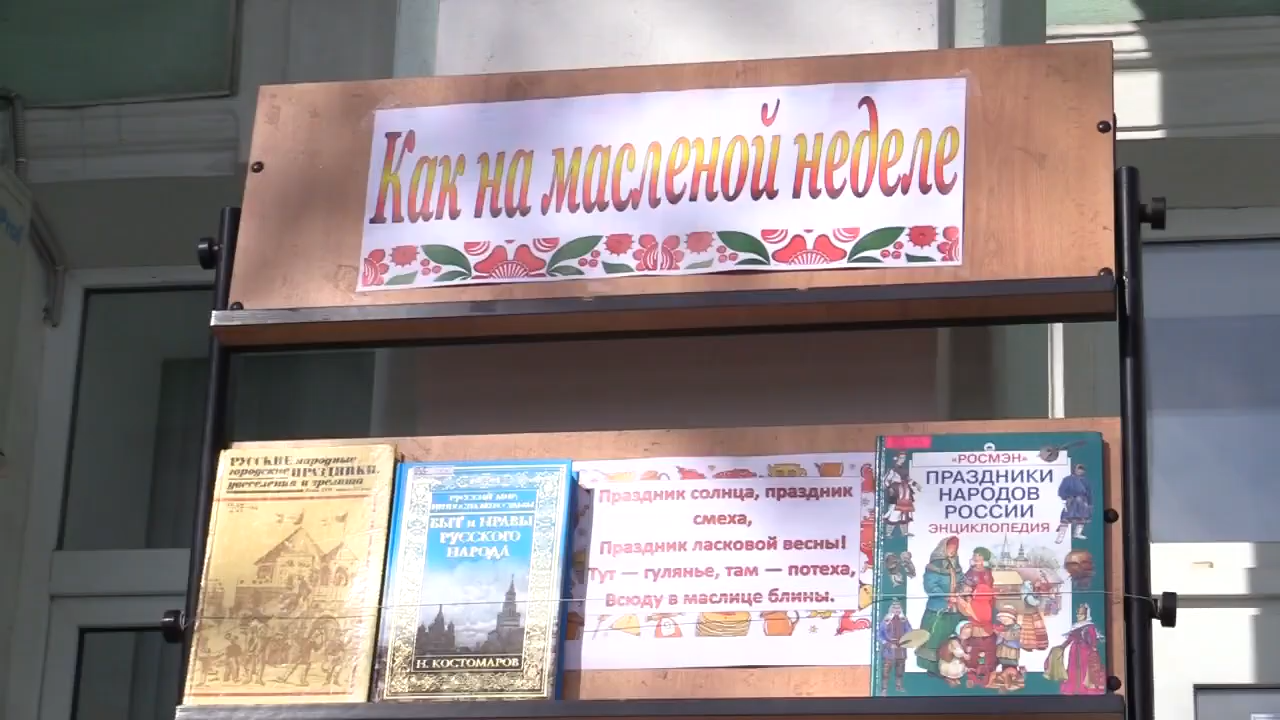 Как на масленой неделе
РУССКИЕ народные
городские ПРАЗДНИКИ,
увеселения и зрелища
РУССКИЙ МИР:
БЫТ и НРАВЫ
РУССКОГО
НАРОДА
Н. КОСТОМАРОВ
Праздник солнца, праздник
смеха,
Праздник ласковой весны!
Тут — гулянье, там — потеха,
Всюду в маслице блины.
«РОСМЭН»
ПРАЗДНИКИ
НАРОДОВ
РОССИИ
ЭНЦИКЛОПЕДИЯ